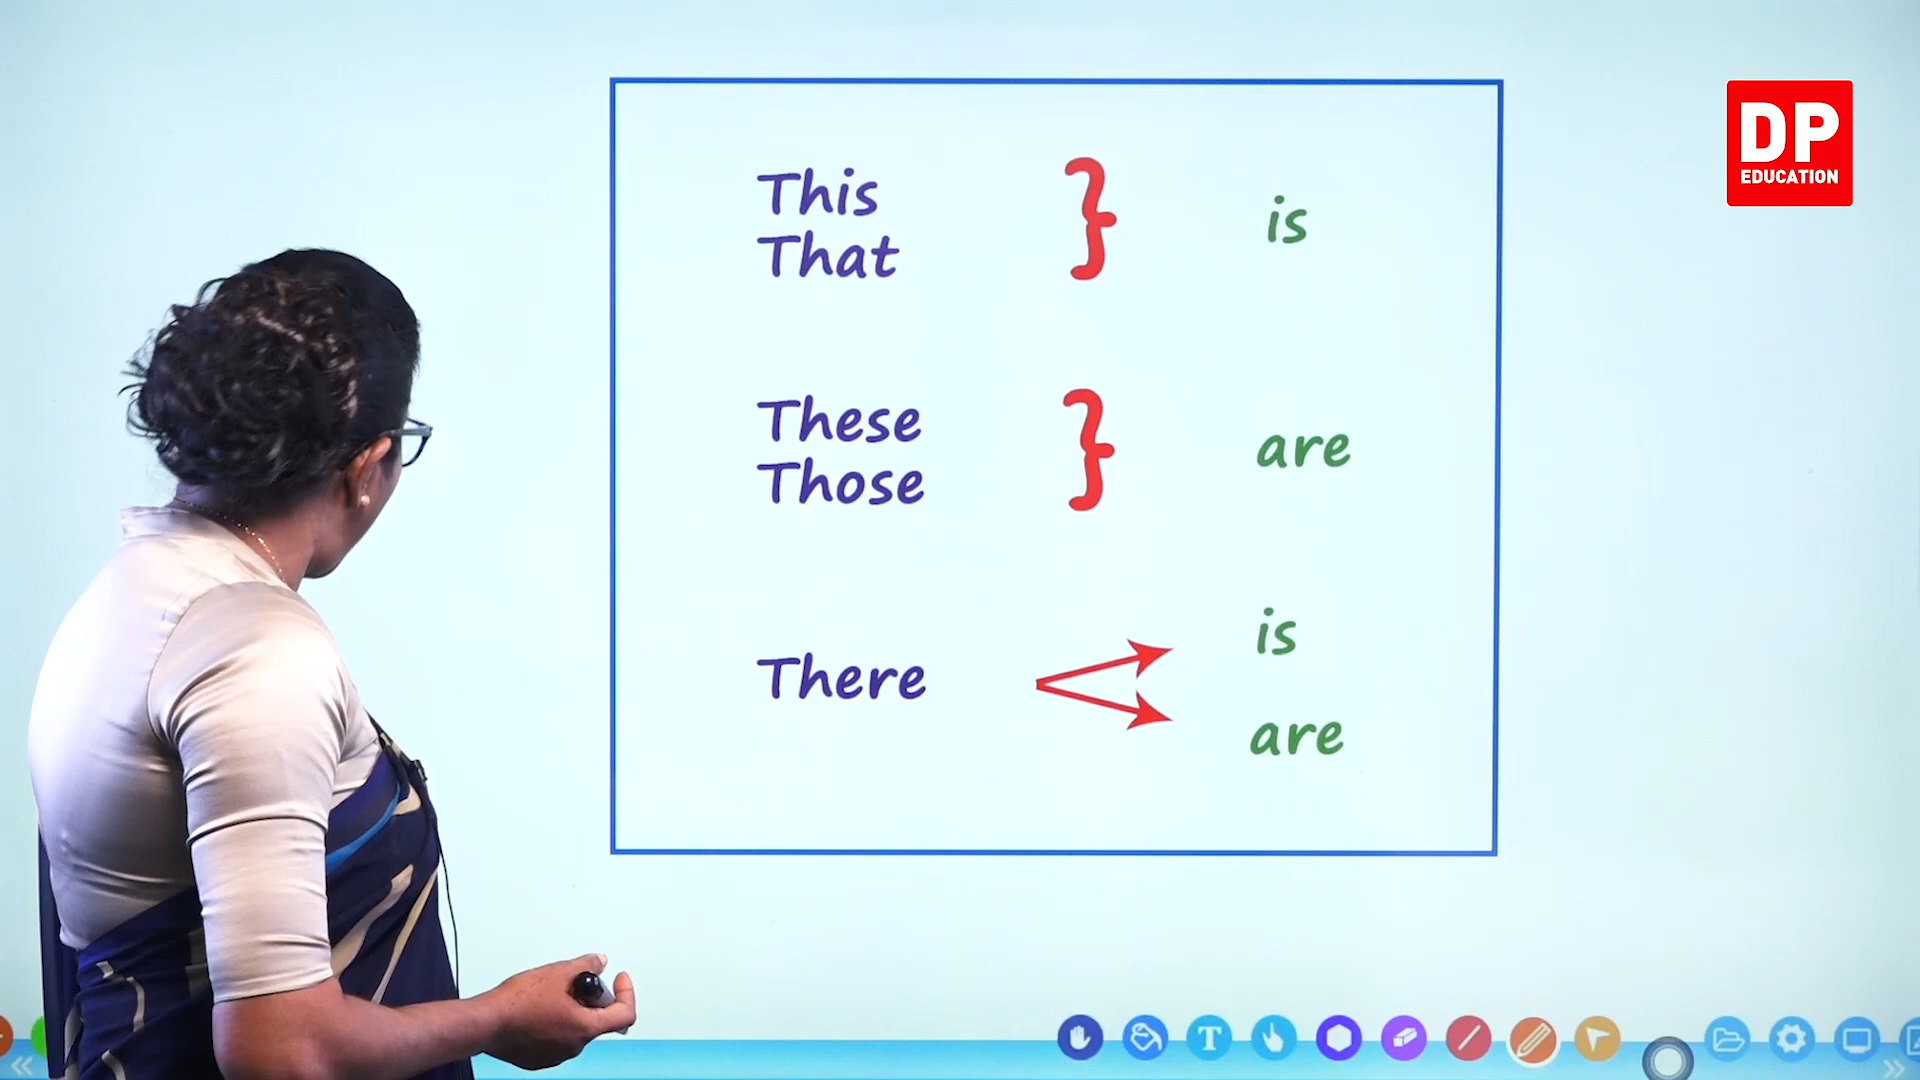 DP
EDUCATION
This
That
is
These
Those
are
There
is
are
T